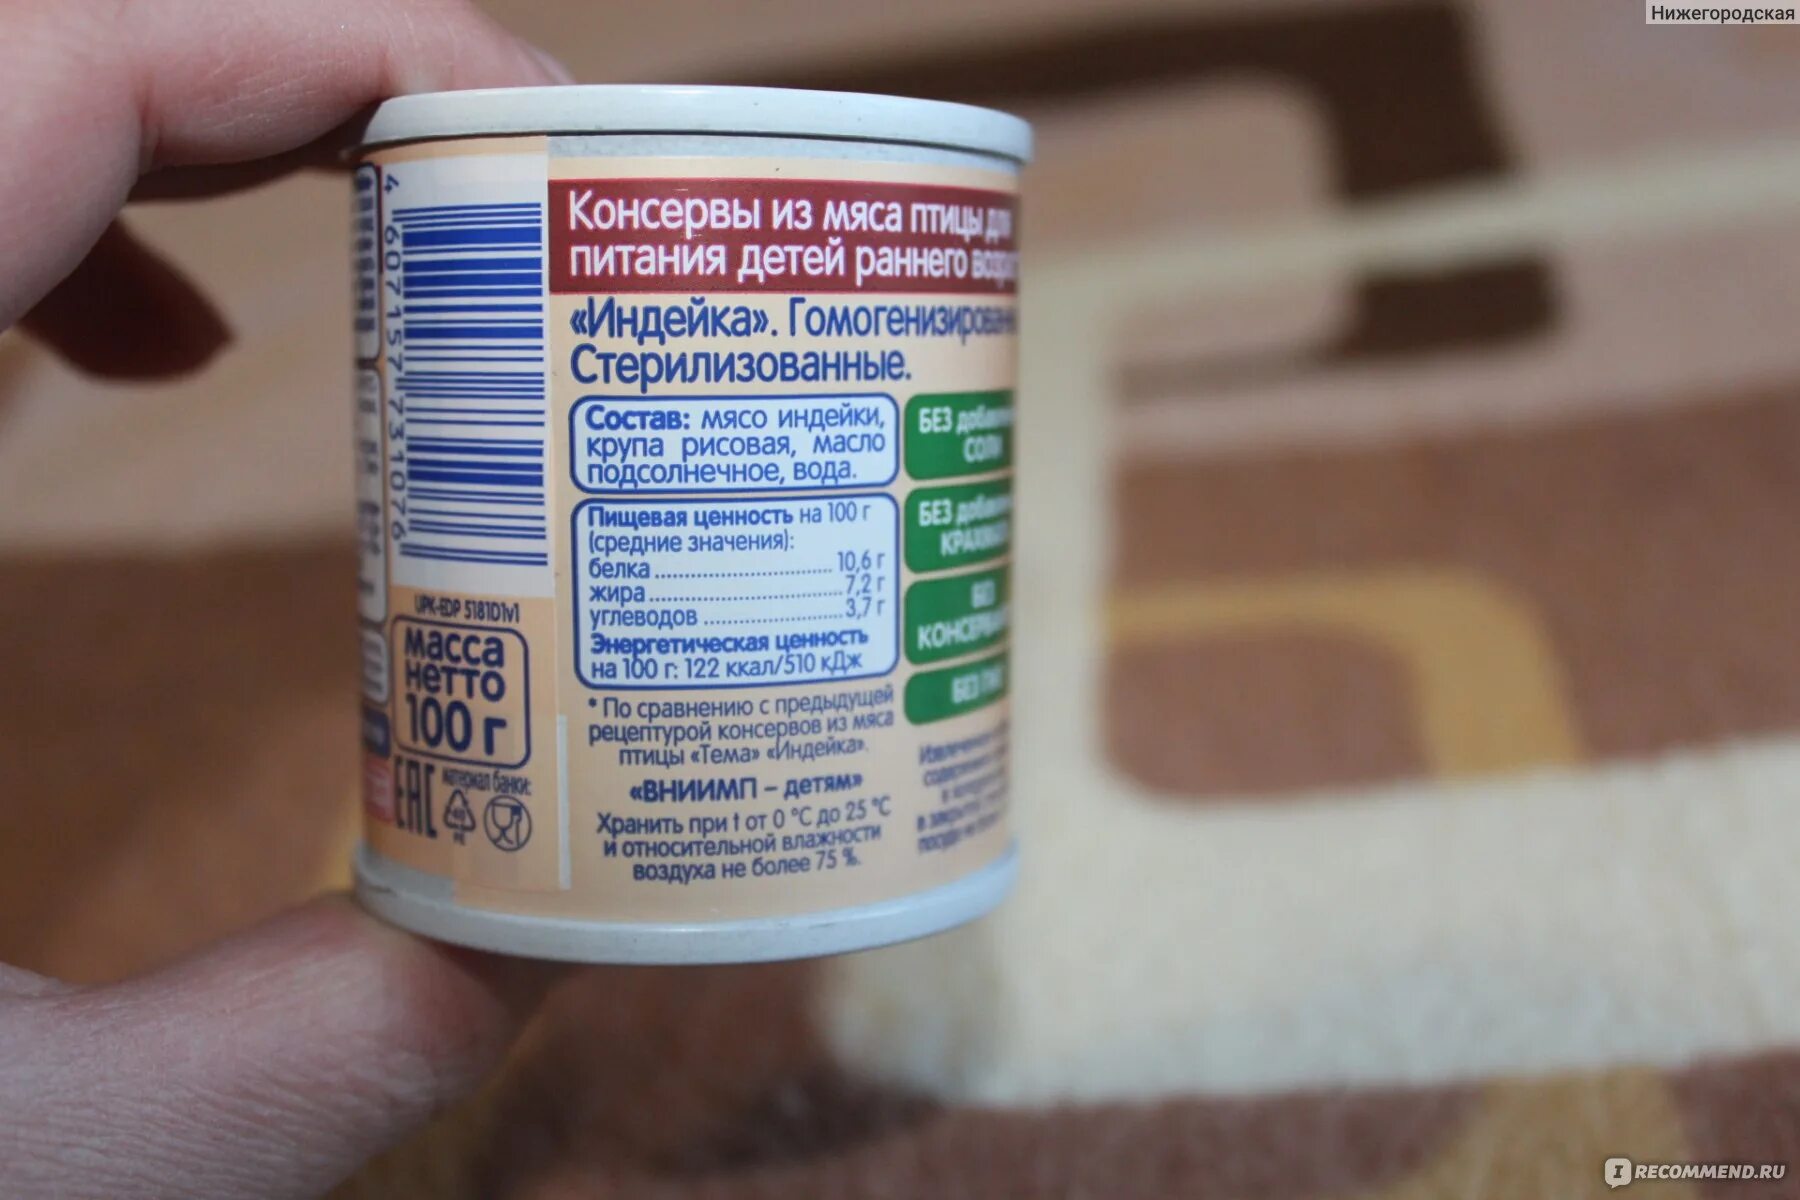 Нижегородская
Консервы из мяса птицы для
питания детей раннего
«Индейка». Гомогенизирован
Стерилизованные.
Состав: мясо индейки,
крупа рисовая, масло
подсолнечное, вода.
Пищевая ценность на 100 г
(средние значения):
белка 10,6 г
жира 7,2 г
углеводов 3,7 г
Энергетическая ценность
на 100 г: 122 ккал/510 кДж
* По сравнению с предыдущей
рецептурой консервов из мяса
птицы «Тема» «Индейка».
«ВНИИМП – детям»
Хранить при t от 0 °C до 25 °C
и относительной влажности
воздуха не более 75 %.
БЕЗ
СОЛИ
БЕЗ
БЕЗ
БЕЗ
4 607157 731076
UPK-EDP 5181D1v1
масса
нетто
100 г
EAC
материал банки:
IRECOMMEND.RU